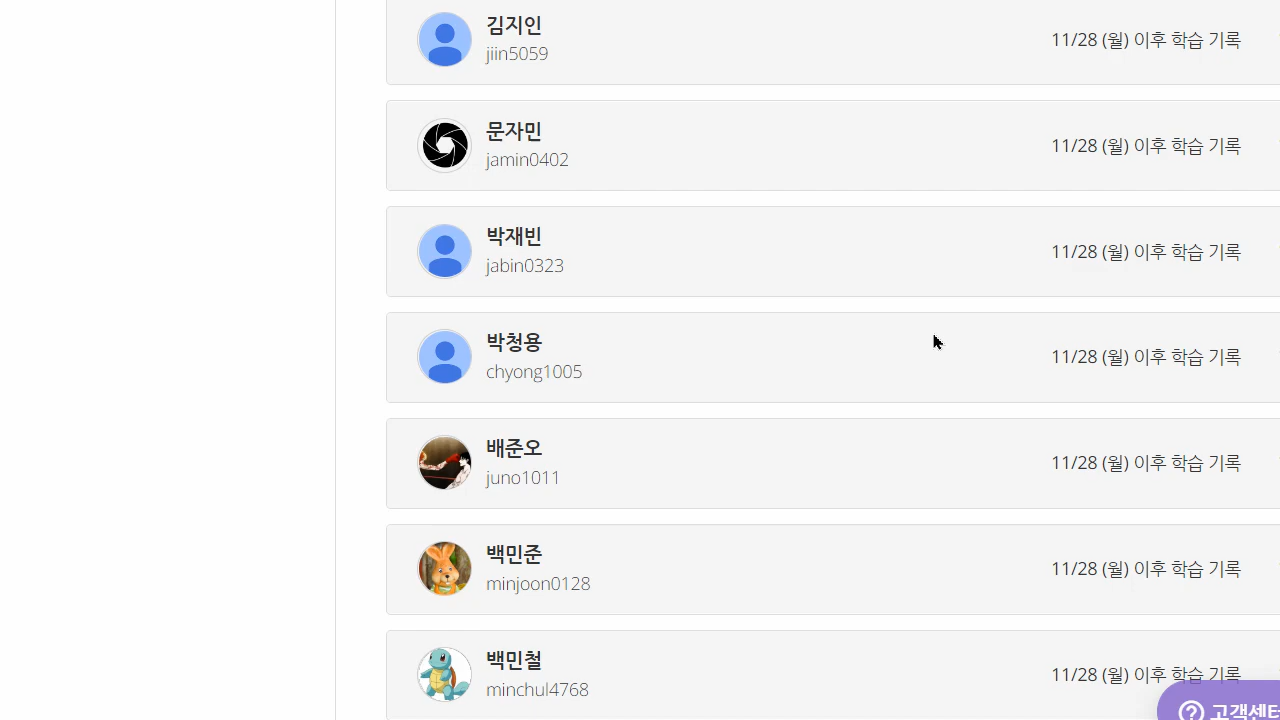 김지인
jiin5059
11/28 (월) 이후 학습 기록
문자민
jamin0402
11/28 (월) 이후 학습 기록
박재빈
jabin0323
11/28 (월) 이후 학습 기록
박청용
chyong1005
11/28 (월) 이후 학습 기록
배준오
juno1011
11/28 (월) 이후 학습 기록
백민준
minjoon0128
11/28 (월) 이후 학습 기록
백민철
minchul4768
11/28 (월) 이후 학습 기록
고객센터